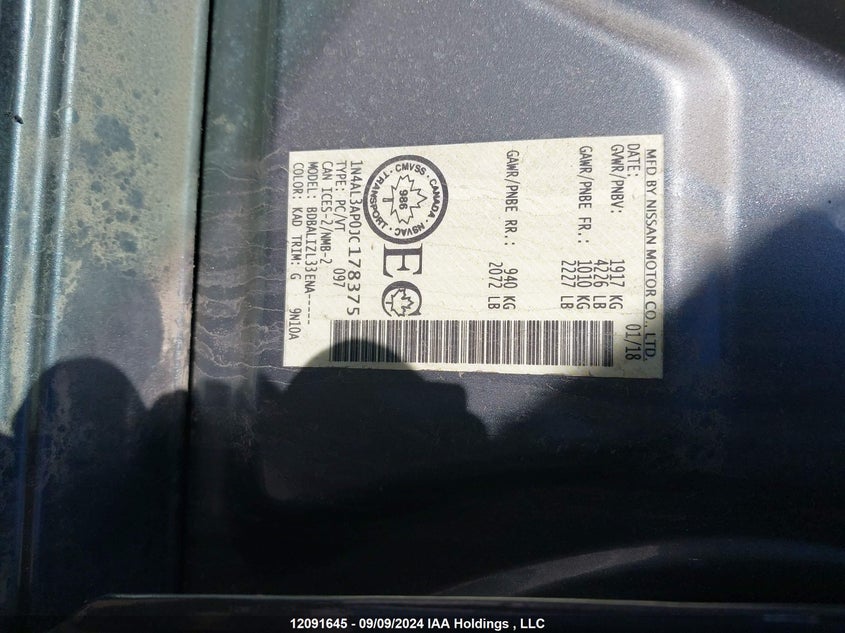 MFD BY NISSAN MOTOR CO., LTD.
DATE: 01/18
GVWR/PNBV: 1917 KG
4226 LB
GAWR/PNBE FR.: 1010 KG
2227 LB
GAWR/PNBE RR.: 940 KG
2072 LB
CANADA · NSVAC · TRANSPORT · CMVSS
986
EC
1N4AL3AP0JC178375
TYPE: PC/VT 097
CAN ICES-2/NMB-2
MODEL: BDBALIZL33ENA-----
COLOR: KAD TRIM: G 9N10A
12091645 - 09/09/2024 IAA Holdings , LLC